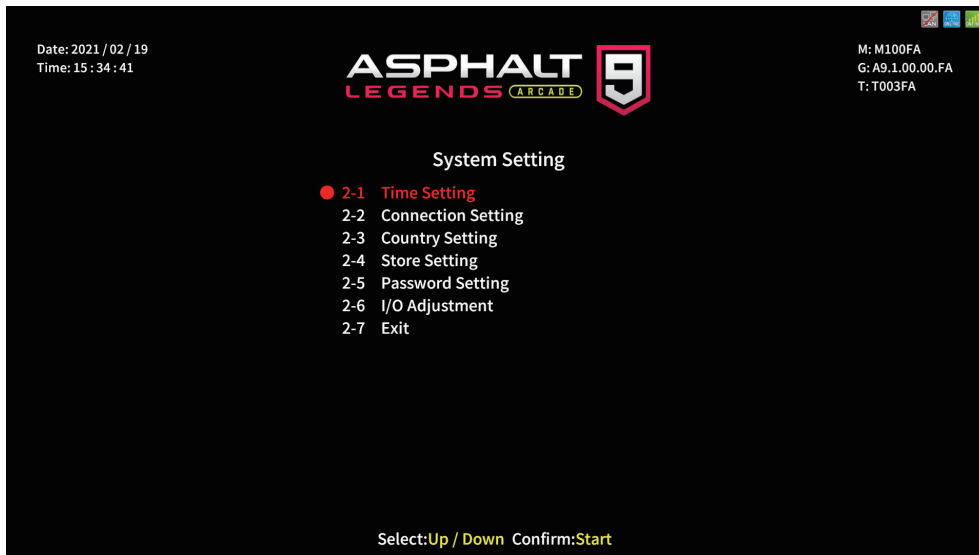 Date: 2021 / 02 / 19
Time: 15 : 34 : 41
ASPHALT 9
LEGENDS ARCADE
M: M100FA
G: A9.1.00.00.FA
T: T003FA
System Setting
2-1 Time Setting
2-2 Connection Setting
2-3 Country Setting
2-4 Store Setting
2-5 Password Setting
2-6 I/O Adjustment
2-7 Exit
Select:Up / Down Confirm:Start